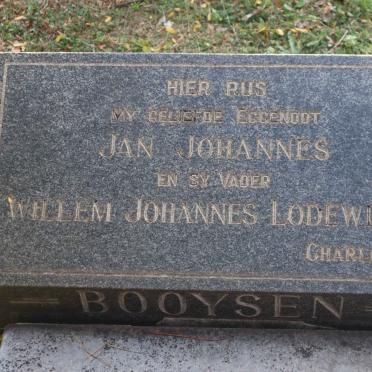 HIER RUS
MY GELIEFDE EGGENOOT
JAN JOHANNES
EN SY VADER
WILLEM JOHANNES LODEW
CHARL
BOOYSEN